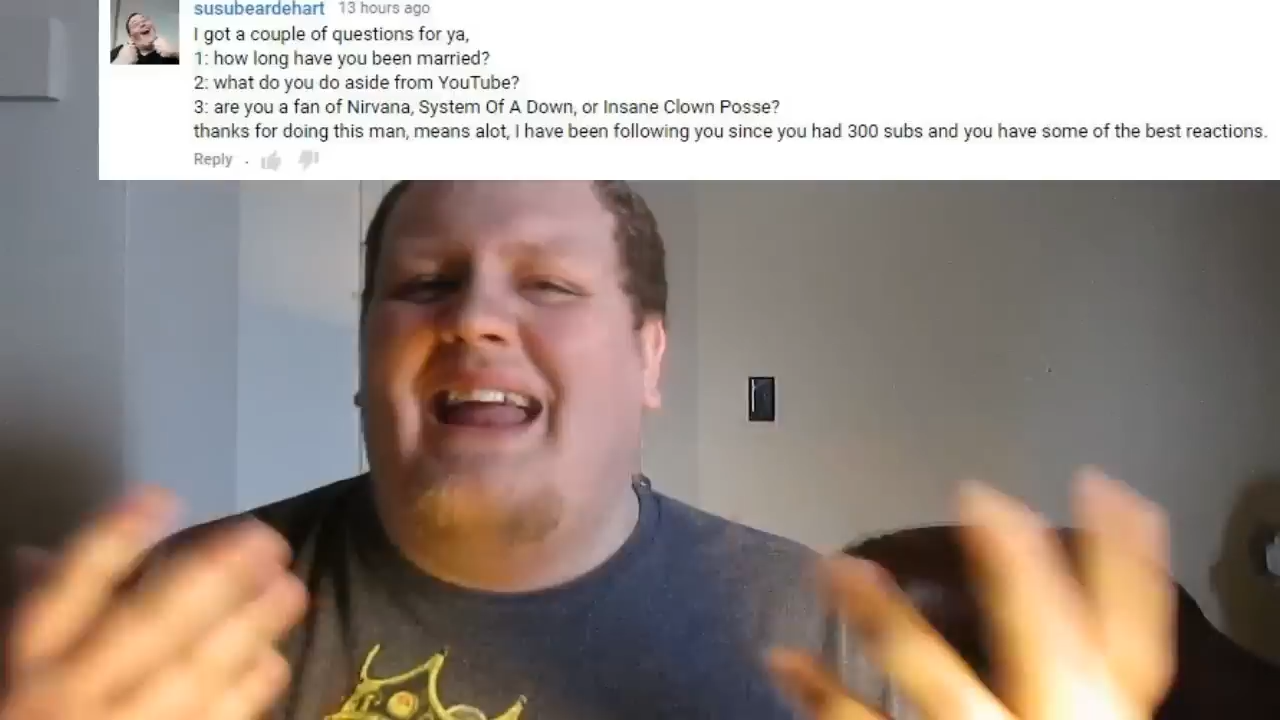 susubeardehart 13 hours ago
I got a couple of questions for ya,
1: how long have you been married?
2: what do you do aside from YouTube?
3: are you a fan of Nirvana, System Of A Down, or Insane Clown Posse?
thanks for doing this man, means alot, I have been following you since you had 300 subs and you have some of the best reactions.
Reply .